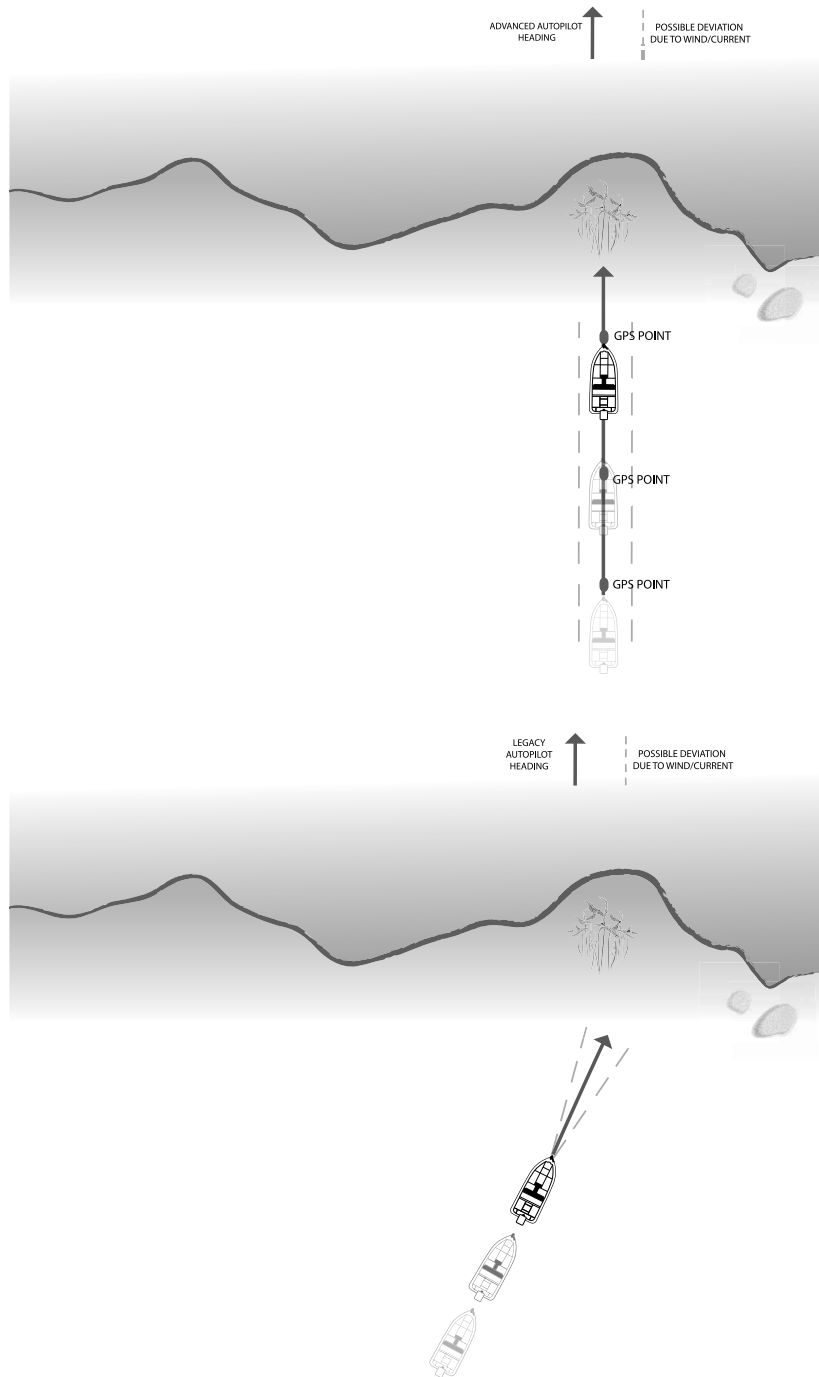 ADVANCED AUTOPILOT
HEADING
POSSIBLE DEVIATION
DUE TO WIND/CURRENT
GPS POINT
GPS POINT
GPS POINT
LEGACY
AUTOPILOT
HEADING
POSSIBLE DEVIATION
DUE TO WIND/CURRENT